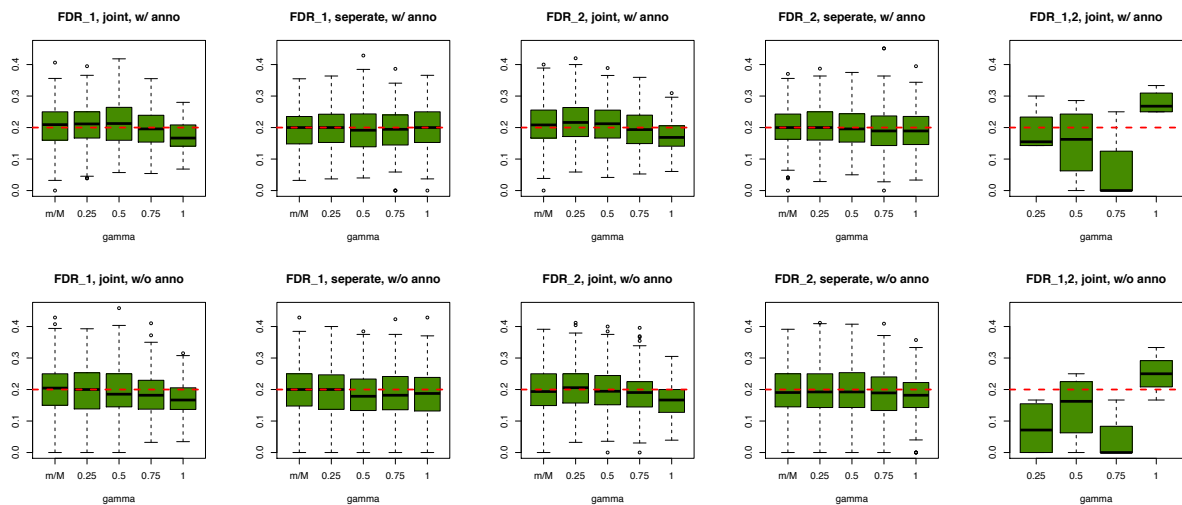 FDR_1, joint, w/ anno
FDR_1, seperate, w/ anno
FDR_2, joint, w/ anno
FDR_2, seperate, w/ anno
FDR_1,2, joint, w/ anno
0.0 0.1 0.2 0.3 0.4
m/M 0.25 0.5 0.75 1
gamma
0.0 0.1 0.2 0.3 0.4
m/M 0.25 0.5 0.75 1
gamma
0.0 0.1 0.2 0.3 0.4
m/M 0.25 0.5 0.75 1
gamma
0.0 0.1 0.2 0.3 0.4
m/M 0.25 0.5 0.75 1
gamma
0.0 0.1 0.2 0.3 0.4
0.25 0.5 0.75 1
gamma
FDR_1, joint, w/o anno
FDR_1, seperate, w/o anno
FDR_2, joint, w/o anno
FDR_2, seperate, w/o anno
FDR_1,2, joint, w/o anno
0.0 0.1 0.2 0.3 0.4
m/M 0.25 0.5 0.75 1
gamma
0.0 0.1 0.2 0.3 0.4
m/M 0.25 0.5 0.75 1
gamma
0.0 0.1 0.2 0.3 0.4
m/M 0.25 0.5 0.75 1
gamma
0.0 0.1 0.2 0.3 0.4
m/M 0.25 0.5 0.75 1
gamma
0.0 0.1 0.2 0.3 0.4
0.25 0.5 0.75 1
gamma